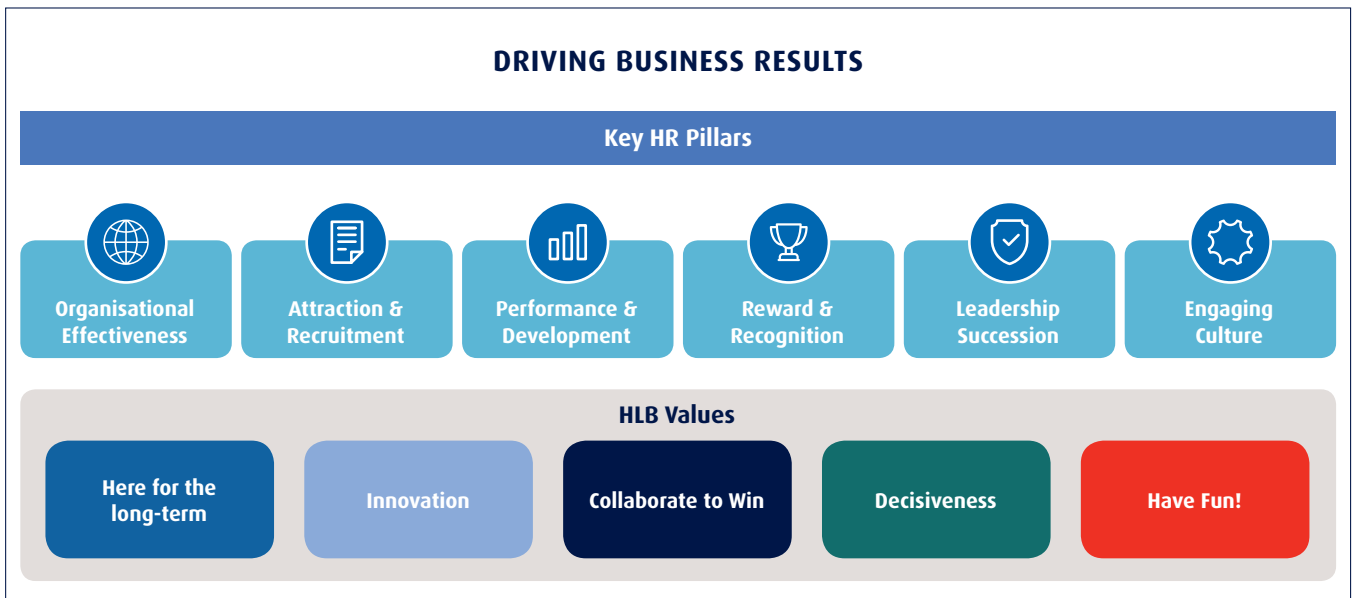 DRIVING BUSINESS RESULTS
Key HR Pillars
Organisational
Effectiveness
Attraction &
Recruitment
Performance &
Development
Reward &
Recognition
Leadership
Succession
Engaging
Culture
HLB Values
Here for the
long-term
Innovation
Collaborate to Win
Decisiveness
Have Fun!